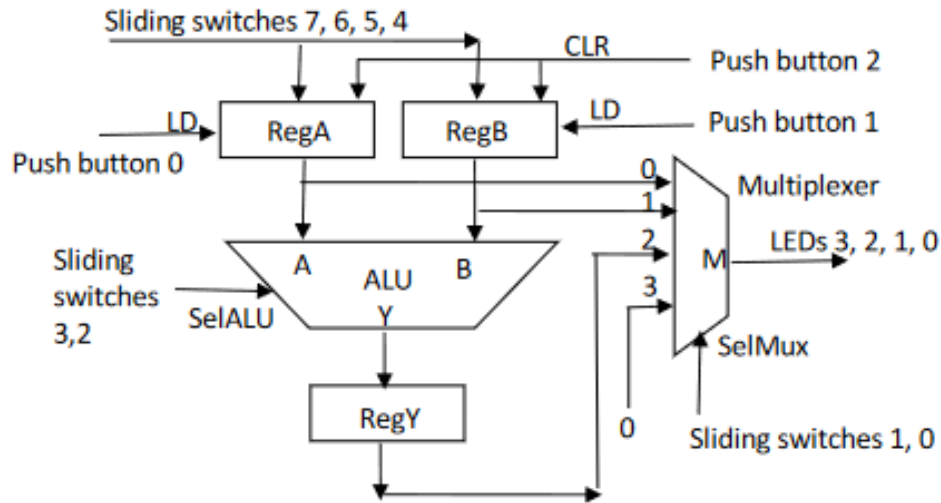 Sliding switches 7, 6, 5, 4
CLR
Push button 2
LD
RegA
RegB
LD
Push button 1
Push button 0
0
Multiplexer
1
LEDs 3, 2, 1, 0
2
Sliding
switches
3,2
A
B
ALU
M
3
SelALU
Y
SelMux
RegY
0
Sliding switches 1, 0